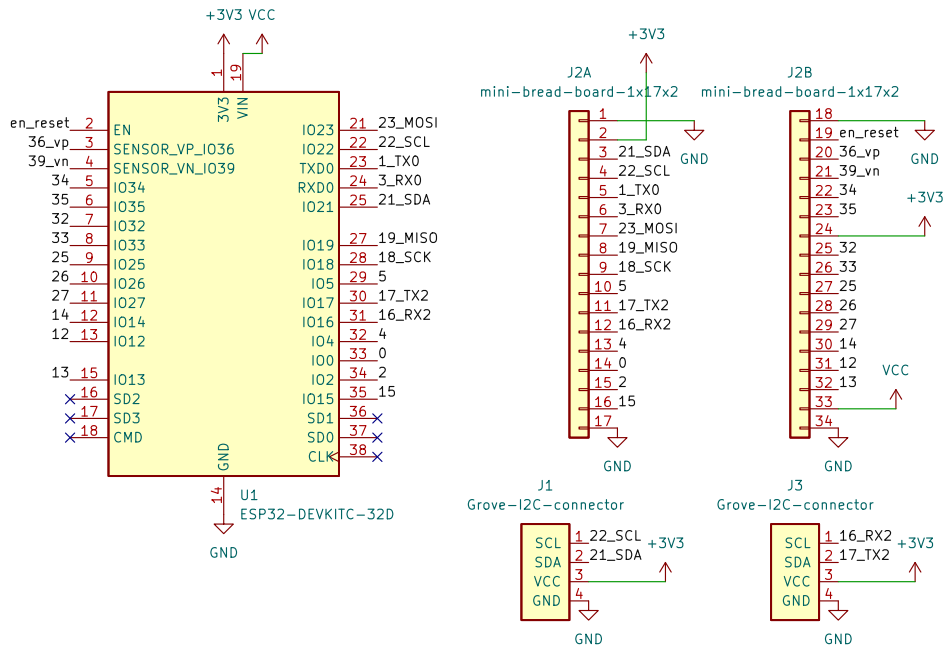 +3V3 VCC
1
19
3V3
VIN
en_reset 2 EN
36_vp 3 SENSOR_VP_IO36
39_vn 4 SENSOR_VN_IO39
34 5 IO34
35 6 IO35
32 7 IO32
33 8 IO33
25 9 IO25
26 10 IO26
27 11 IO27
14 12 IO14
12 13 IO12
13 15 IO13
16 SD2
17 SD3
18 CMD
IO23 21 23_MOSI
IO22 22 22_SCL
TXD0 23 1_TX0
RXD0 24 3_RX0
IO21 25 21_SDA
IO19 27 19_MISO
IO18 28 18_SCK
IO5 29 5
IO17 30 17_TX2
IO16 31 16_RX2
IO4 32 4
IO0 33 0
IO2 34 2
IO15 35 15
SD1 36
SD0 37
CLK 38
GND
14
U1
ESP32-DEVKITC-32D
GND
+3V3
J2A
mini-bread-board-1x17x2
1
GND
2
3 21_SDA
4 22_SCL
5 1_TX0
6 3_RX0
7 23_MOSI
8 19_MISO
9 18_SCK
10 5
11 17_TX2
12 16_RX2
13 4
14 0
15 2
16 15
17
GND
J2B
mini-bread-board-1x17x2
18
GND
19 en_reset
20 36_vp
21 39_vn
22 34
23 35
+3V3
24
25 32
26 33
27 25
28 26
29 27
30 14
31 12
32 13
VCC
33
34
GND
J1
Grove-I2C-connector
SCL 1 22_SCL
SDA 2 21_SDA
+3V3
VCC 3
GND 4
GND
J3
Grove-I2C-connector
SCL 1 16_RX2
SDA 2 17_TX2
+3V3
VCC 3
GND 4
GND